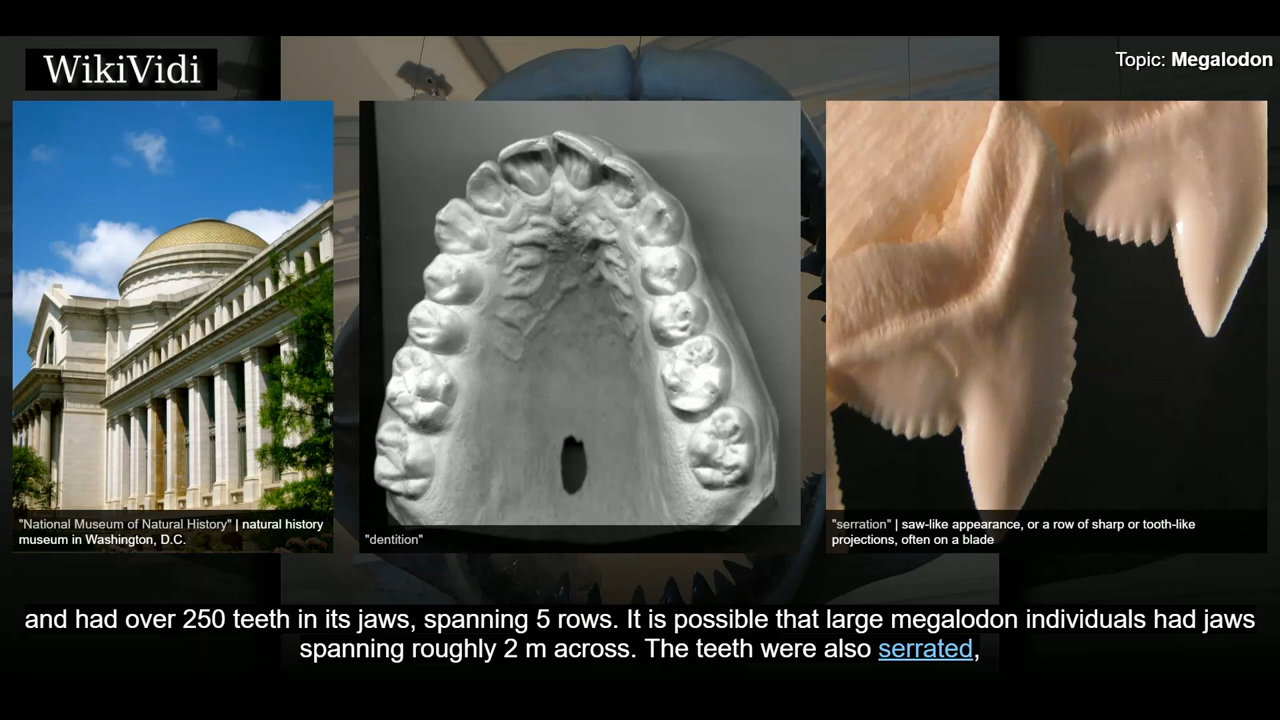 WikiVidi
Topic: Megalodon
"National Museum of Natural History" | natural history
museum in Washington, D.C.
"dentition"
"serration" | saw-like appearance, or a row of sharp or tooth-like
projections, often on a blade
and had over 250 teeth in its jaws, spanning 5 rows. It is possible that large megalodon individuals had jaws
spanning roughly 2 m across. The teeth were also serrated,